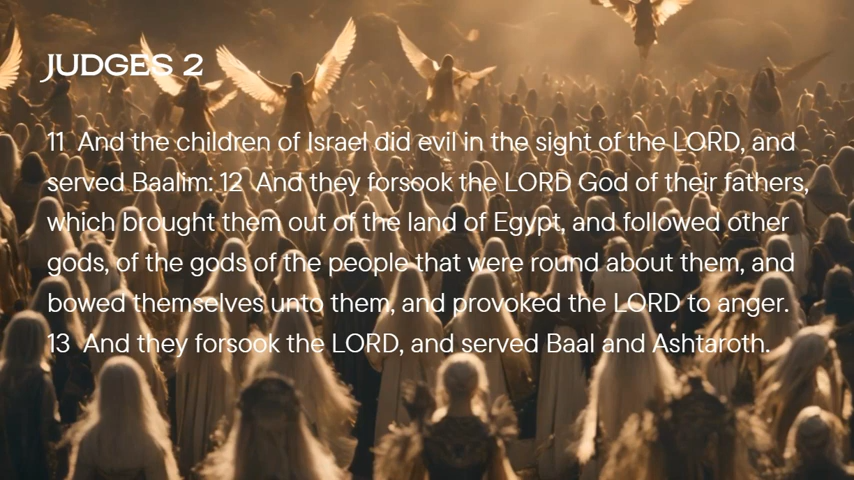 JUDGES 2
11 And the children of Israel did evil in the sight of the LORD, and
served Baalim: 12 And they forsook the LORD God of their fathers,
which brought them out of the land of Egypt, and followed other
gods, of the gods of the people that were round about them, and
bowed themselves unto them, and provoked the LORD to anger.
13 And they forsook the LORD, and served Baal and Ashtaroth.